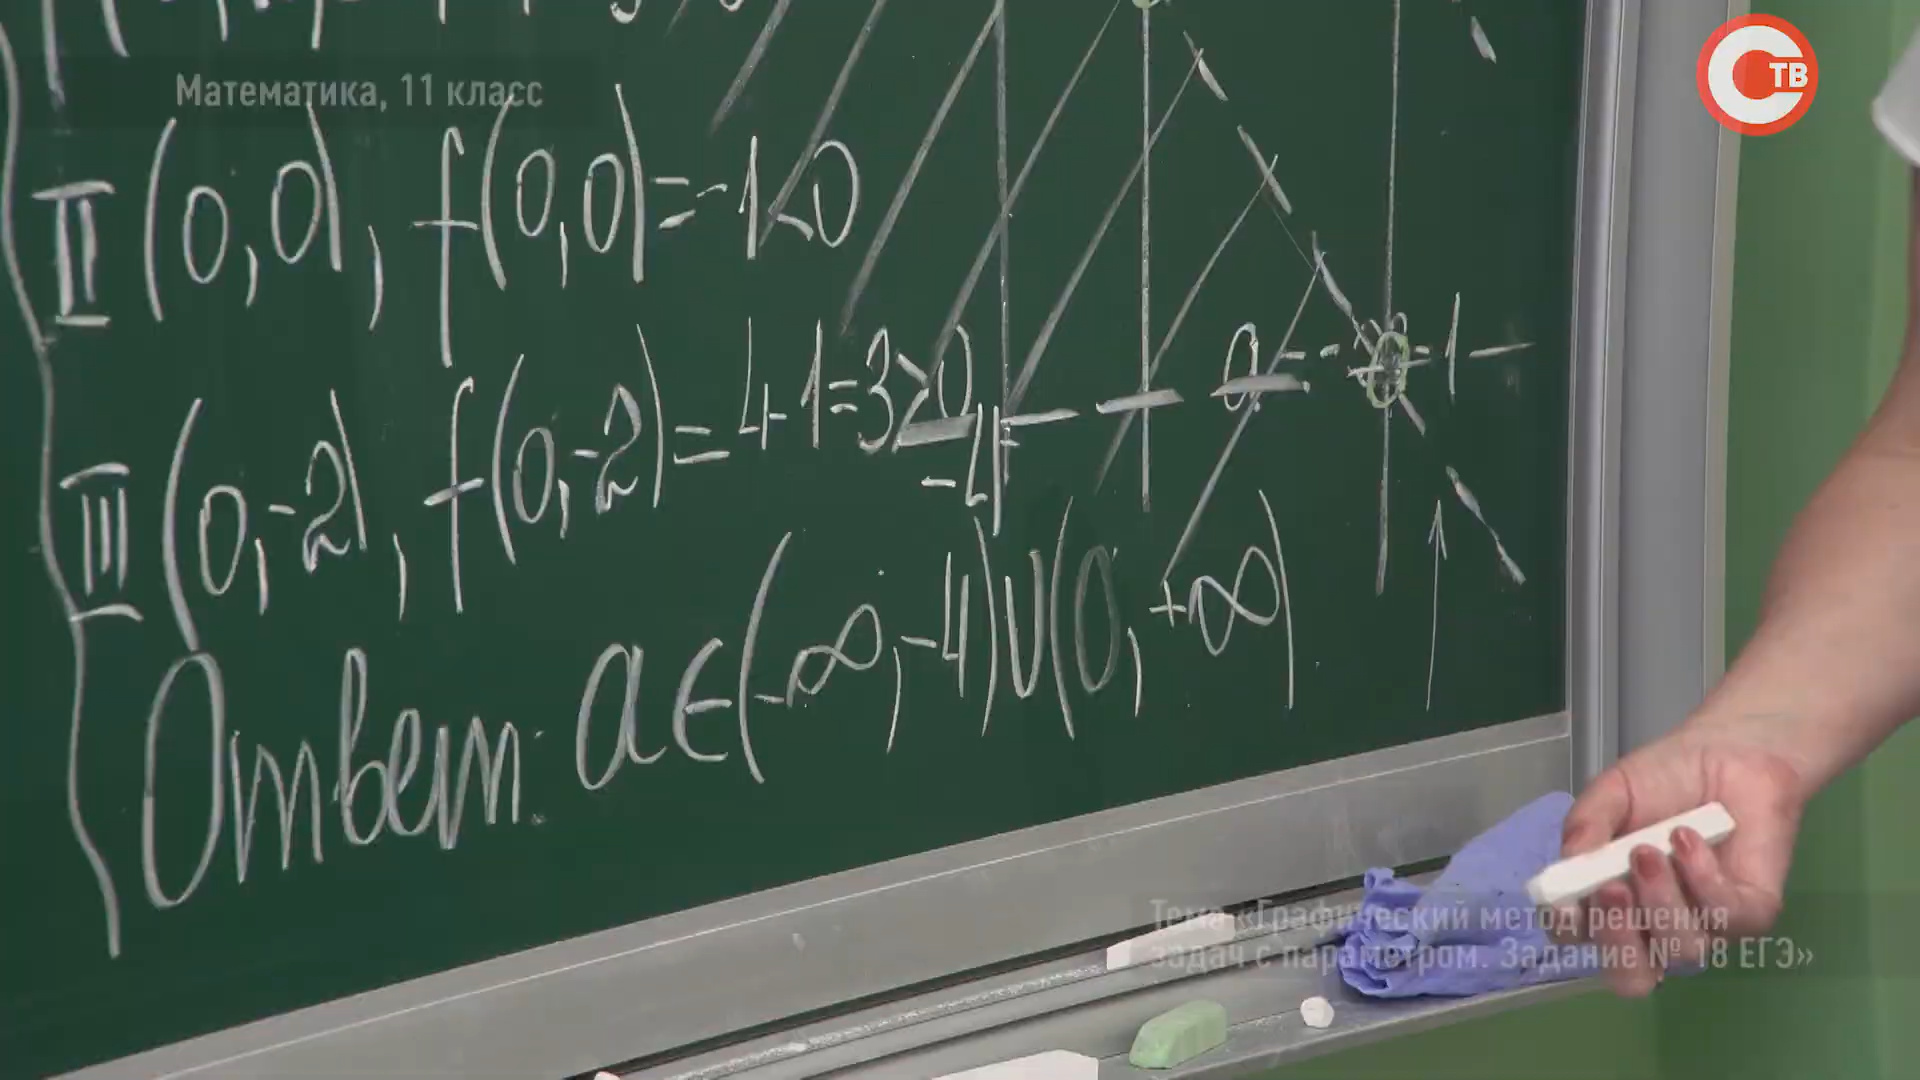 Математика, 11 класс
СТВ
II (0,0), f(0,0)=-1<0
III (0,-2), f(0,-2)=4-1=3>0
-4
a=-1
Ответ: a∈(-∞,-4)∪(0,+∞)
Тема «Графический метод решения
задач с параметром. Задание № 18 ЕГЭ»